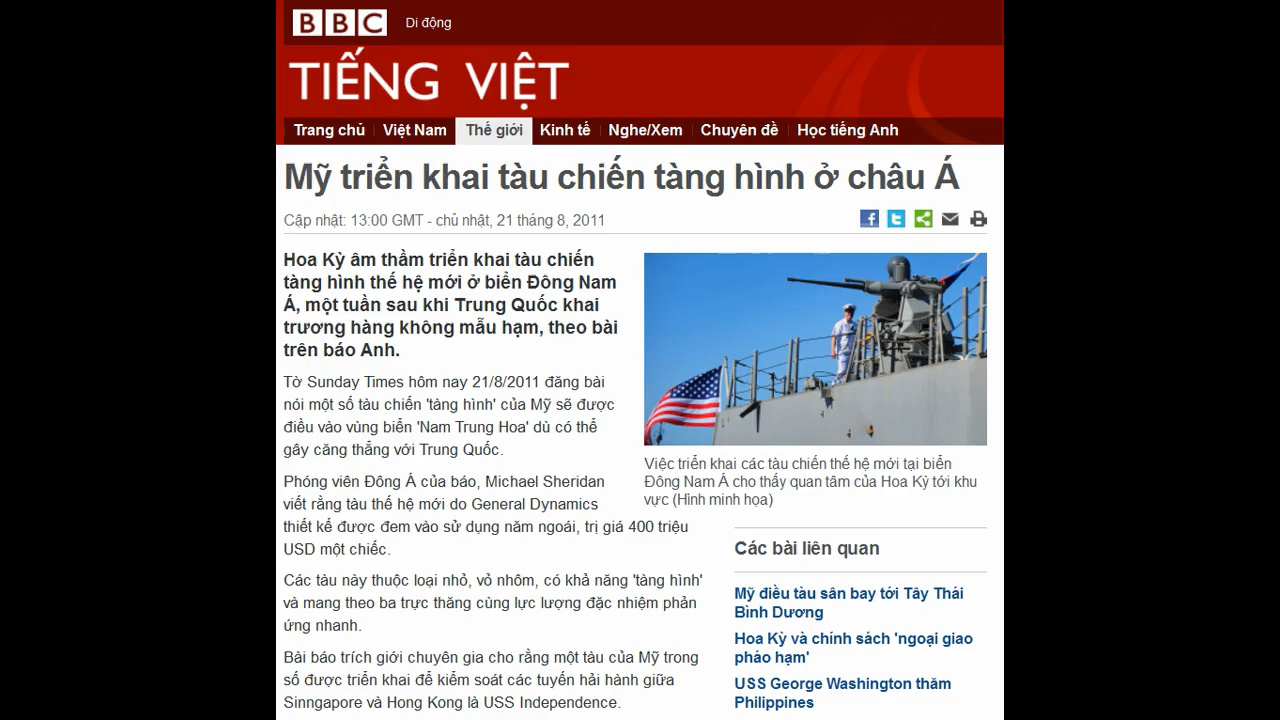 BBC Di động
TIẾNG VIỆT
Trang chủ Việt Nam Thế giới Kinh tế Nghe/Xem Chuyên đề Học tiếng Anh
Mỹ triển khai tàu chiến tàng hình ở châu Á
Cập nhật: 13:00 GMT - chủ nhật, 21 tháng 8, 2011
Hoa Kỳ âm thầm triển khai tàu chiến
tàng hình thế hệ mới ở biển Đông Nam
Á, một tuần sau khi Trung Quốc khai
trương hàng không mẫu hạm, theo bài
trên báo Anh.
Tờ Sunday Times hôm nay 21/8/2011 đăng bài
nói một số tàu chiến 'tàng hình' của Mỹ sẽ được
điều vào vùng biển 'Nam Trung Hoa' dù có thể
gây căng thẳng với Trung Quốc.
Phóng viên Đông Á của báo, Michael Sheridan
viết rằng tàu thế hệ mới do General Dynamics
thiết kế được đem vào sử dụng năm ngoái, trị giá 400 triệu
USD một chiếc.
Các tàu này thuộc loại nhỏ, vỏ nhôm, có khả năng 'tàng hình'
và mang theo ba trực thăng cùng lực lượng đặc nhiệm phản
ứng nhanh.
Bài báo trích giới chuyên gia cho rằng một tàu của Mỹ trong
số được triển khai để kiểm soát các tuyến hải hành giữa
Sinngapore và Hong Kong là USS Independence.
Việc triển khai các tàu chiến thế hệ mới tại biển
Đông Nam Á cho thấy quan tâm của Hoa Kỳ tới khu
vực (Hình minh họa)
Các bài liên quan
Mỹ điều tàu sân bay tới Tây Thái
Bình Dương
Hoa Kỳ và chính sách 'ngoại giao
pháo hạm'
USS George Washington thăm
Philippines